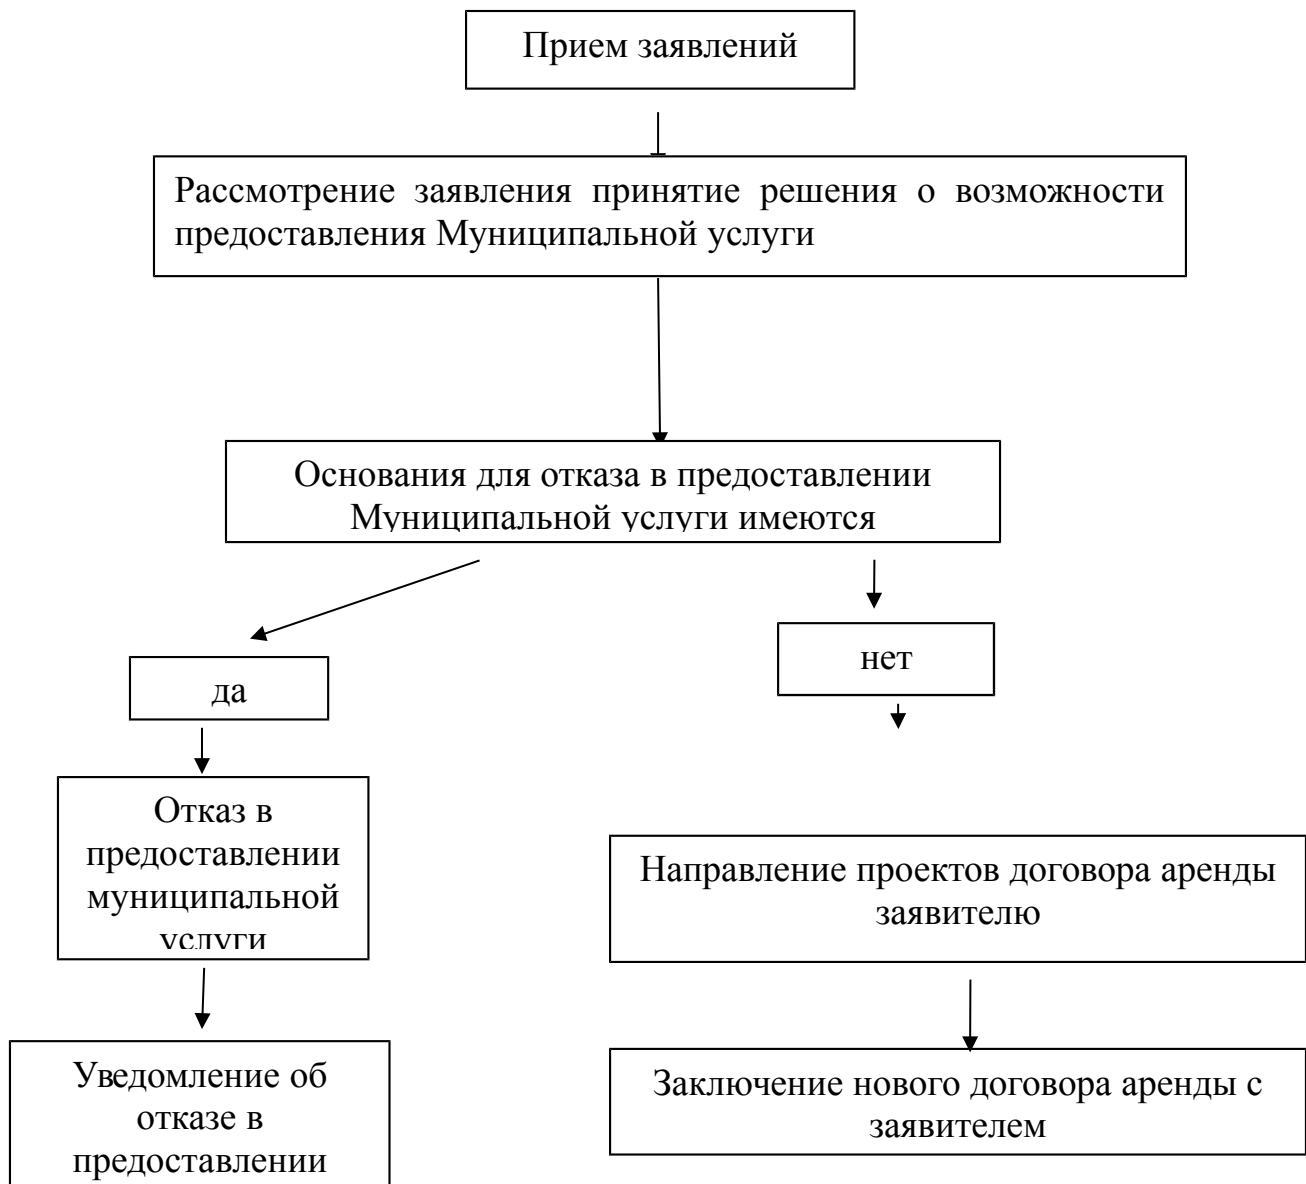 Прием заявлений
Рассмотрение заявления принятие решения о возможности
предоставления Муниципальной услуги
Основания для отказа в предоставлении
Муниципальной услуги имеются
да
нет
Отказ в
предоставлении
муниципальной
услуги
Направление проектов договора аренды
заявителю
Уведомление об
отказе в
предоставлении
Заключение нового договора аренды с
заявителем